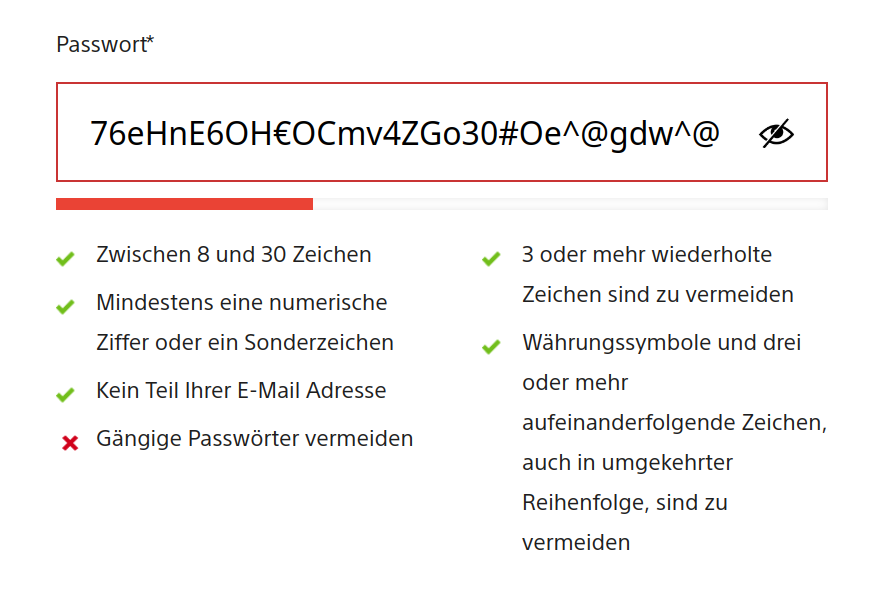 Passwort*
76eHnE6OH€OCmv4ZGo30#Oe^@gdw^@
Zwischen 8 und 30 Zeichen
Mindestens eine numerische
Ziffer oder ein Sonderzeichen
Kein Teil Ihrer E-Mail Adresse
Gängige Passwörter vermeiden
3 oder mehr wiederholte
Zeichen sind zu vermeiden
Währungssymbole und drei
oder mehr
aufeinanderfolgende Zeichen,
auch in umgekehrter
Reihenfolge, sind zu
vermeiden